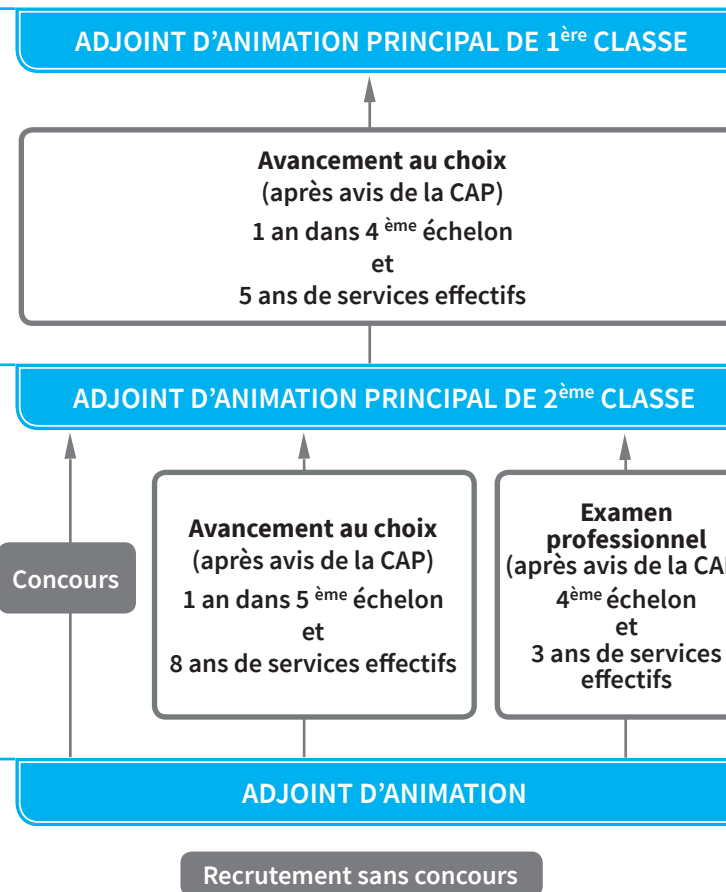 ADJOINT D’ANIMATION PRINCIPAL DE 1ère CLASSE
Avancement au choix
(après avis de la CAP)
1 an dans 4 ème échelon
et
5 ans de services effectifs
ADJOINT D’ANIMATION PRINCIPAL DE 2ème CLASSE
Concours
Avancement au choix
(après avis de la CAP)
1 an dans 5 ème échelon
et
8 ans de services effectifs
Examen
professionnel
(après avis de la
4ème échelon
et
3 ans de services
effectifs
ADJOINT D’ANIMATION
Recrutement sans concours